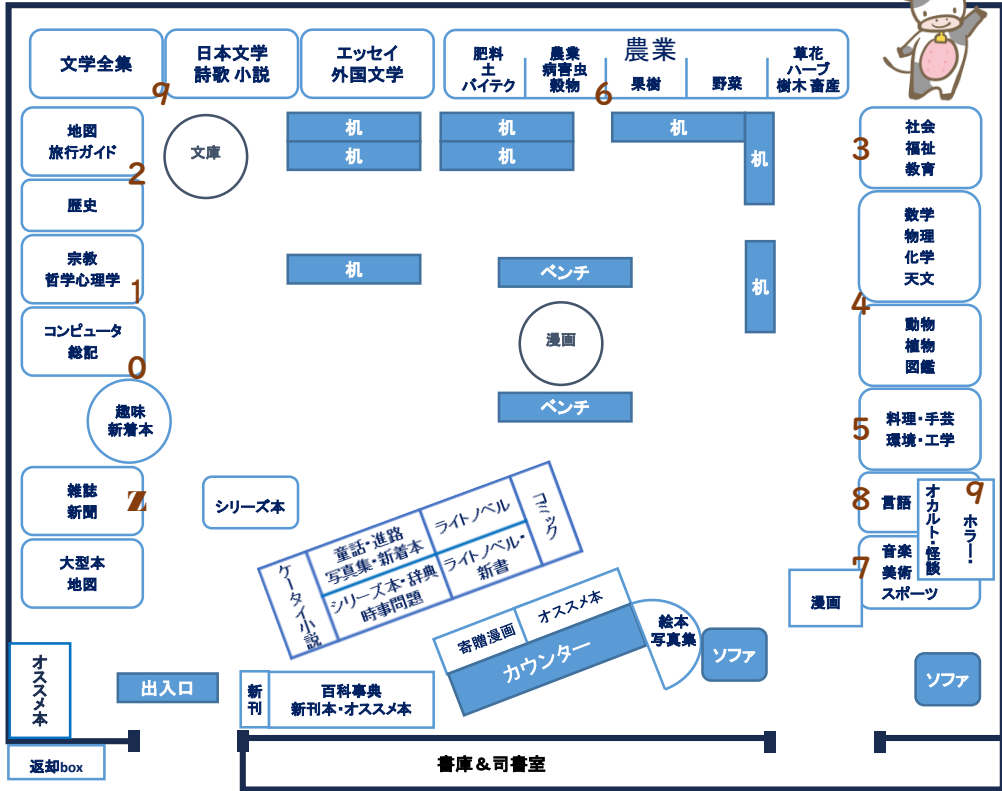 文学全集
9
日本文学
詩歌 小説
エッセイ
外国文学
農業
肥料
土
バイテク
農業
病害虫
穀物
6
果樹
野菜
草花
ハーブ
樹木 畜産
地図
旅行ガイド
2
歴史
宗教
哲学心理学
1
コンピュータ
総記
0
趣味
新着本
雑誌
新聞
Z
大型本
地図
オススメ本
返却box
文庫
机
机
机
机
机
机
机
机
ベンチ
漫画
ベンチ
3
社会
福祉
教育
数学
物理
化学
天文
4
動物
植物
図鑑
5
料理・手芸
環境・工学
8
言語
9
ホラー・
オカルト・怪談
7
音楽
美術
スポーツ
漫画
シリーズ本
ケータイ小説
童話・進路
写真集・新着本
ライトノベル
コミック
シリーズ本・辞典
時事問題
ライトノベル・
新書
寄贈漫画
オススメ本
カウンター
絵本
写真集
ソファ
ソファ
出入口
新刊
百科事典
新刊本・オススメ本
書庫&司書室